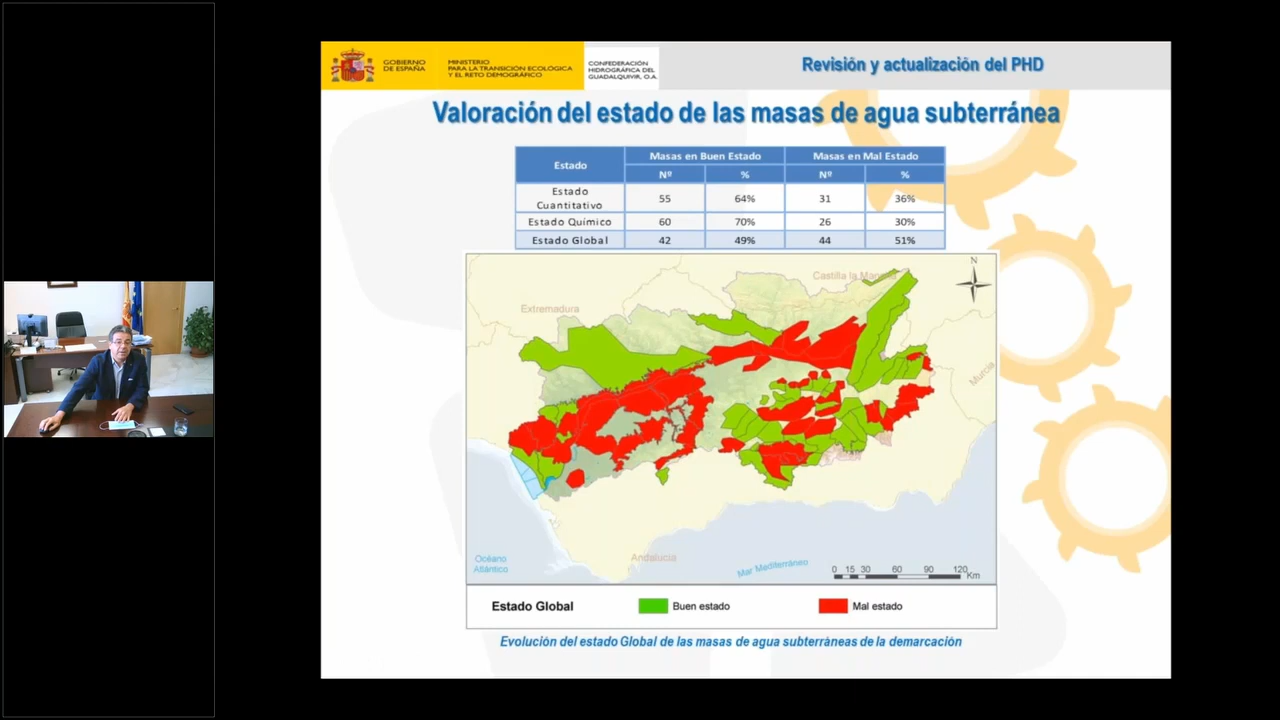 GOBIERNO
DE ESPAÑA
MINISTERIO
PARA LA TRANSICIÓN ECOLÓGICA
Y EL RETO DEMOGRÁFICO
CONFEDERACIÓN
HIDROGRÁFICA DEL
GUADALQUIVIR, O.A.
Revisión y actualización del PHD
Valoración del estado de las masas de agua subterránea
Estado
Masas en Buen Estado
Masas en Mal Estado
Nº % Nº %
Estado
Cuantitativo
55 64% 31 36%
Estado Químico 60 70% 26 30%
Estado Global 42 49% 44 51%
N
Castilla la Mancha
Extremadura
Murcia
Andalucía
Océano
Atlántico
Mar Mediterráneo
0 15 30 60 90 120
Km
Estado Global Buen estado Mal estado
Evolución del estado Global de las masas de agua subterráneas de la demarcación